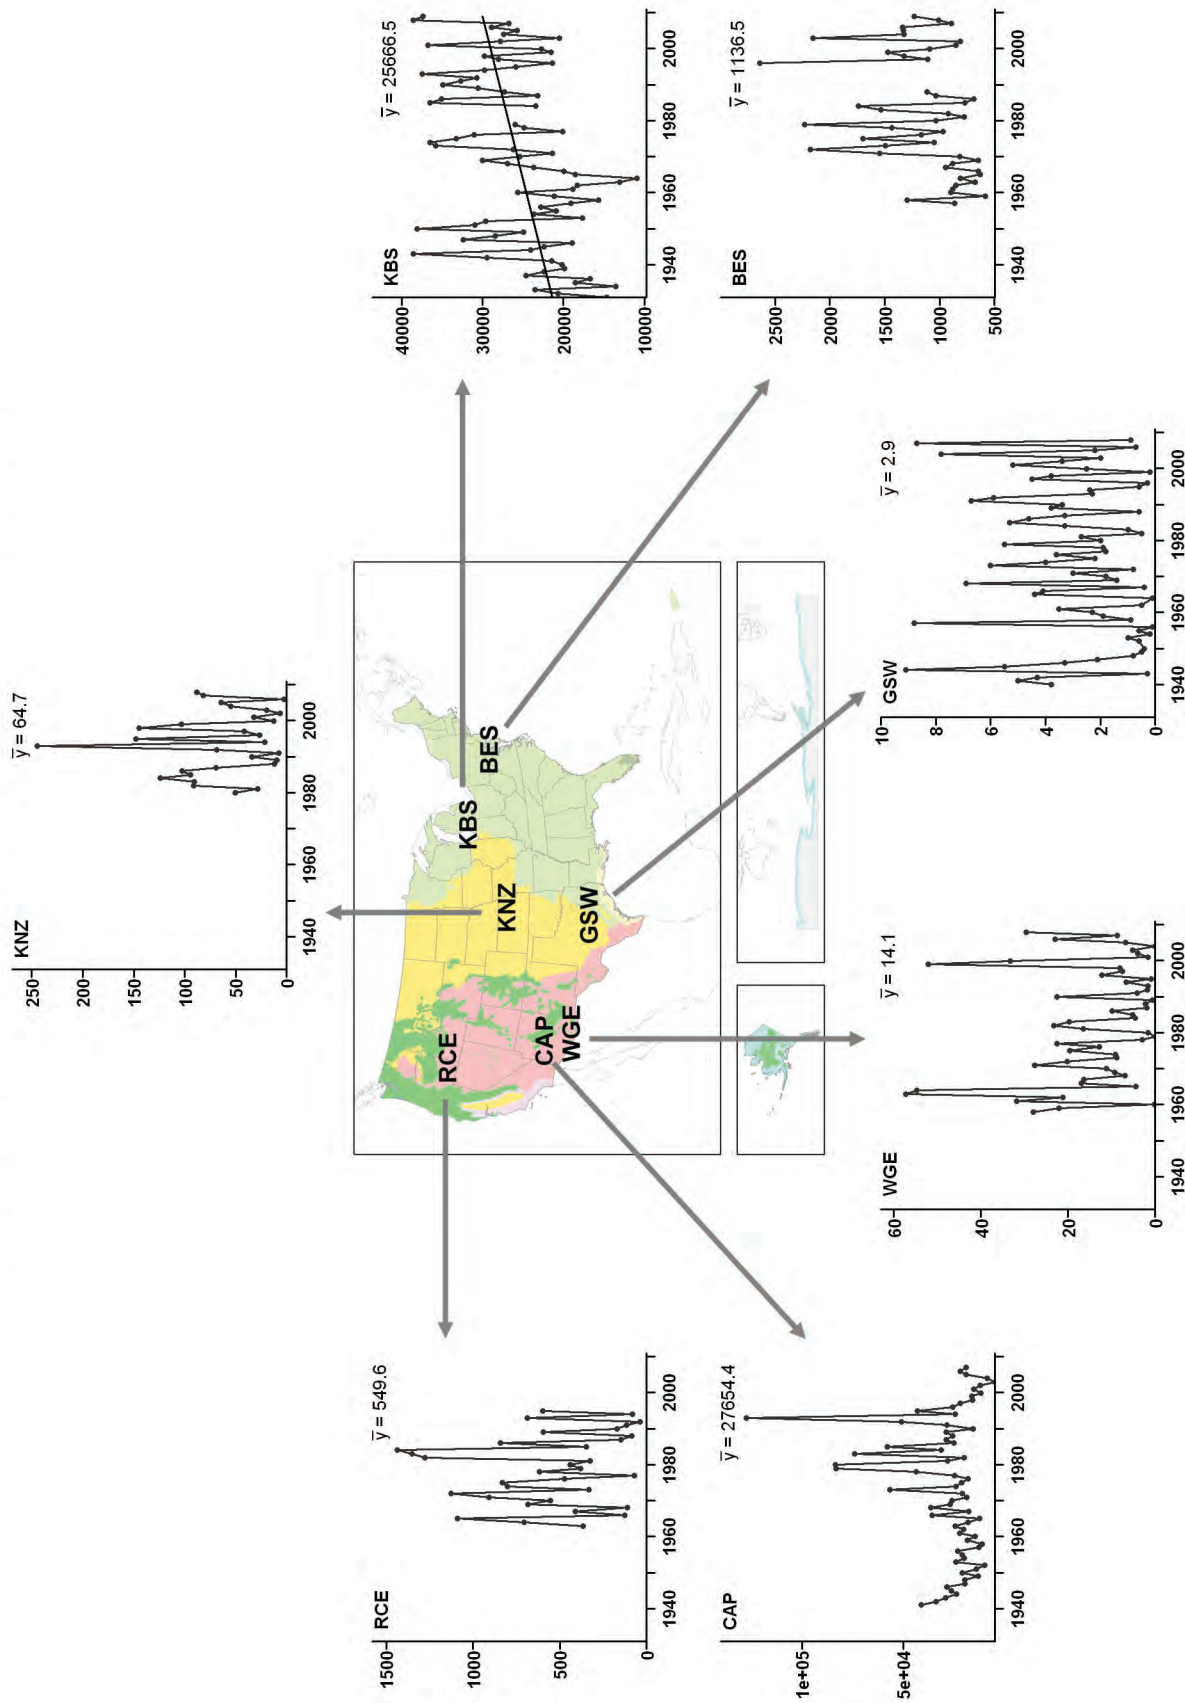 KNZ
y̅ = 64.7
250
200
150
100
50
0
1940
1960
1980
2000
RCE
y̅ = 549.6
1500
1000
500
0
1940
1960
1980
2000
KBS
y̅ = 25666.5
40000
30000
20000
10000
1940
1960
1980
2000
RCE
KNZ
KBS
BES
CAP
WGE
GSW
CAP
y̅ = 27654.4
1e+05
5e+04
1940
1960
1980
2000
BES
y̅ = 1136.5
2500
2000
1500
1000
500
1940
1960
1980
2000
WGE
y̅ = 14.1
60
40
20
0
1940
1960
1980
2000
GSW
y̅ = 2.9
10
8
6
4
2
0
1940
1960
1980
2000